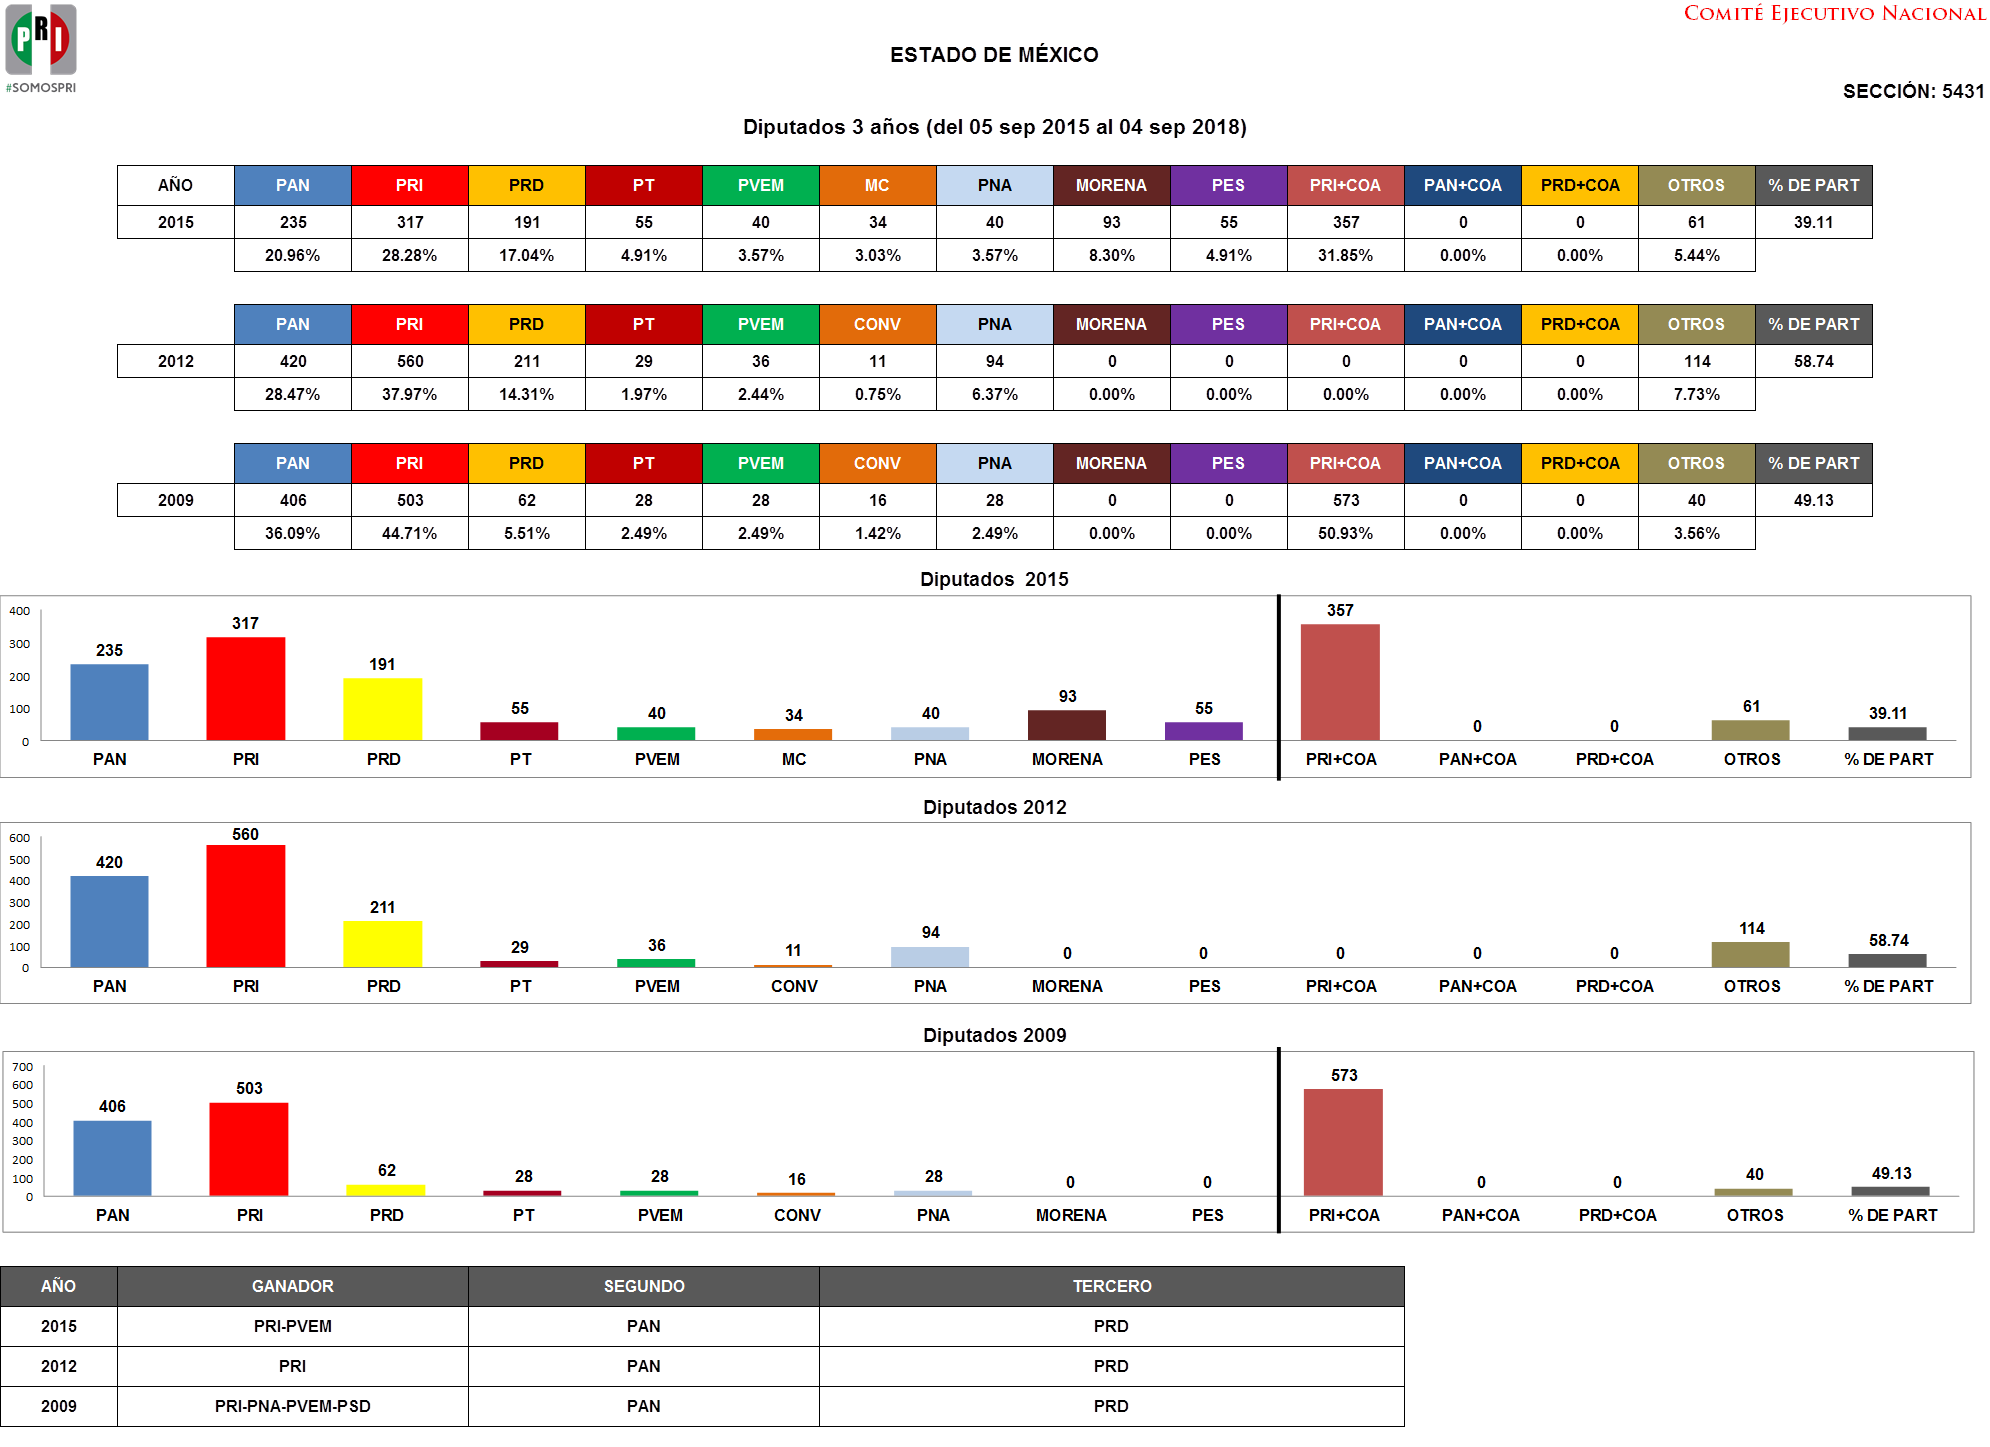 PRI
#SOMOSPRI
COMITÉ EJECUTIVO NACIONAL
ESTADO DE MÉXICO
SECCIÓN: 5431
Diputados 3 años (del 05 sep 2015 al 04 sep 2018)
AÑO PAN PRI PRD PT PVEM MC PNA MORENA PES PRI+COA PAN+COA PRD+COA OTROS % DE PART
2015 235 317 191 55 40 34 40 93 55 357 0 0 61 39.11
20.96% 28.28% 17.04% 4.91% 3.57% 3.03% 3.57% 8.30% 4.91% 31.85% 0.00% 0.00% 5.44%
PAN PRI PRD PT PVEM CONV PNA MORENA PES PRI+COA PAN+COA PRD+COA OTROS % DE PART
2012 420 560 211 29 36 11 94 0 0 0 0 0 114 58.74
28.47% 37.97% 14.31% 1.97% 2.44% 0.75% 6.37% 0.00% 0.00% 0.00% 0.00% 0.00% 7.73%
PAN PRI PRD PT PVEM CONV PNA MORENA PES PRI+COA PAN+COA PRD+COA OTROS % DE PART
2009 406 503 62 28 28 16 28 0 0 573 0 0 40 49.13
36.09% 44.71% 5.51% 2.49% 2.49% 1.42% 2.49% 0.00% 0.00% 50.93% 0.00% 0.00% 3.56%
Diputados 2015
400
300
200
100
0
235 317 191 55 40 34 40 93 55 357 0 0 61 39.11
PAN PRI PRD PT PVEM MC PNA MORENA PES PRI+COA PAN+COA PRD+COA OTROS % DE PART
Diputados 2012
600
500
400
300
200
100
0
420 560 211 29 36 11 94 0 0 0 0 0 114 58.74
PAN PRI PRD PT PVEM CONV PNA MORENA PES PRI+COA PAN+COA PRD+COA OTROS % DE PART
Diputados 2009
700
600
500
400
300
200
100
0
406 503 62 28 28 16 28 0 0 573 0 0 40 49.13
PAN PRI PRD PT PVEM CONV PNA MORENA PES PRI+COA PAN+COA PRD+COA OTROS % DE PART
AÑO GANADOR SEGUNDO TERCERO
2015 PRI-PVEM PAN PRD
2012 PRI PAN PRD
2009 PRI-PNA-PVEM-PSD PAN PRD